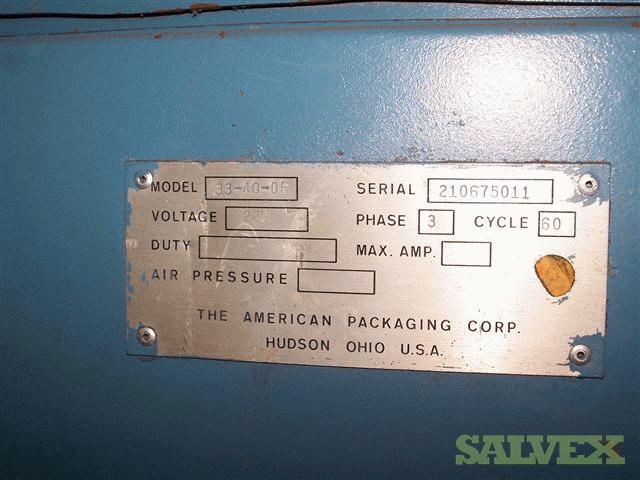 MODEL 33-40-DF SERIAL 210675011
VOLTAGE PHASE 3 CYCLE 60
DUTY MAX. AMP.
AIR PRESSURE
THE AMERICAN PACKAGING CORP.
HUDSON OHIO U.S.A.
SALVEX